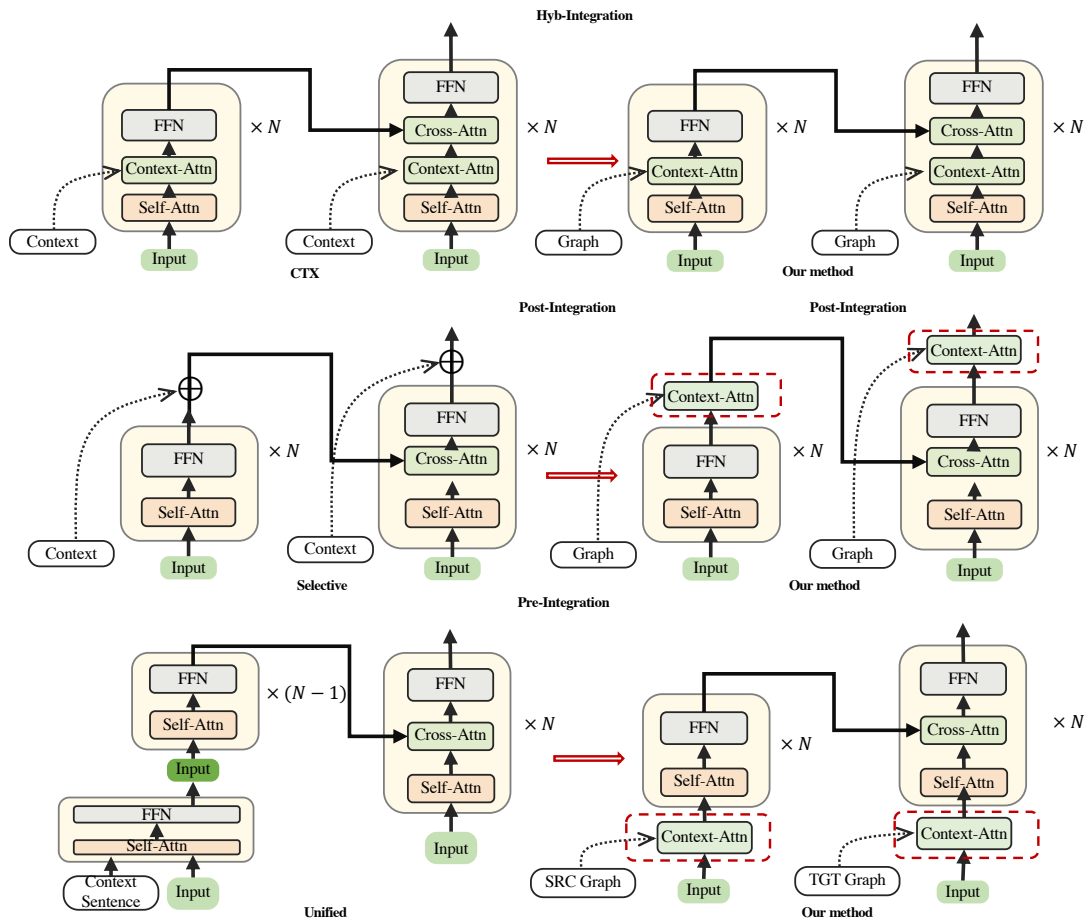 Hyb-Integration
FFN
Cross-Attn
Context-Attn
Self-Attn
Input
Context
× N
FFN
Context-Attn
Self-Attn
Input
Context
× N
CTX
FFN
Context-Attn
Self-Attn
Input
Graph
× N
FFN
Cross-Attn
Context-Attn
Self-Attn
Input
Graph
× N
Our method
Post-Integration
Post-Integration
FFN
Self-Attn
Input
Context
× N
FFN
Cross-Attn
Self-Attn
Input
Context
× N
Selective
Context-Attn
FFN
Self-Attn
Input
Graph
× N
Context-Attn
FFN
Cross-Attn
Self-Attn
Input
Graph
× N
Our method
Pre-Integration
FFN
Self-Attn
× (N − 1)
Input
FFN
Self-Attn
Context
Sentence
Input
FFN
Cross-Attn
Self-Attn
Input
× N
Unified
FFN
Self-Attn
Context-Attn
SRC Graph
Input
× N
FFN
Cross-Attn
Self-Attn
Context-Attn
TGT Graph
Input
× N
Our method